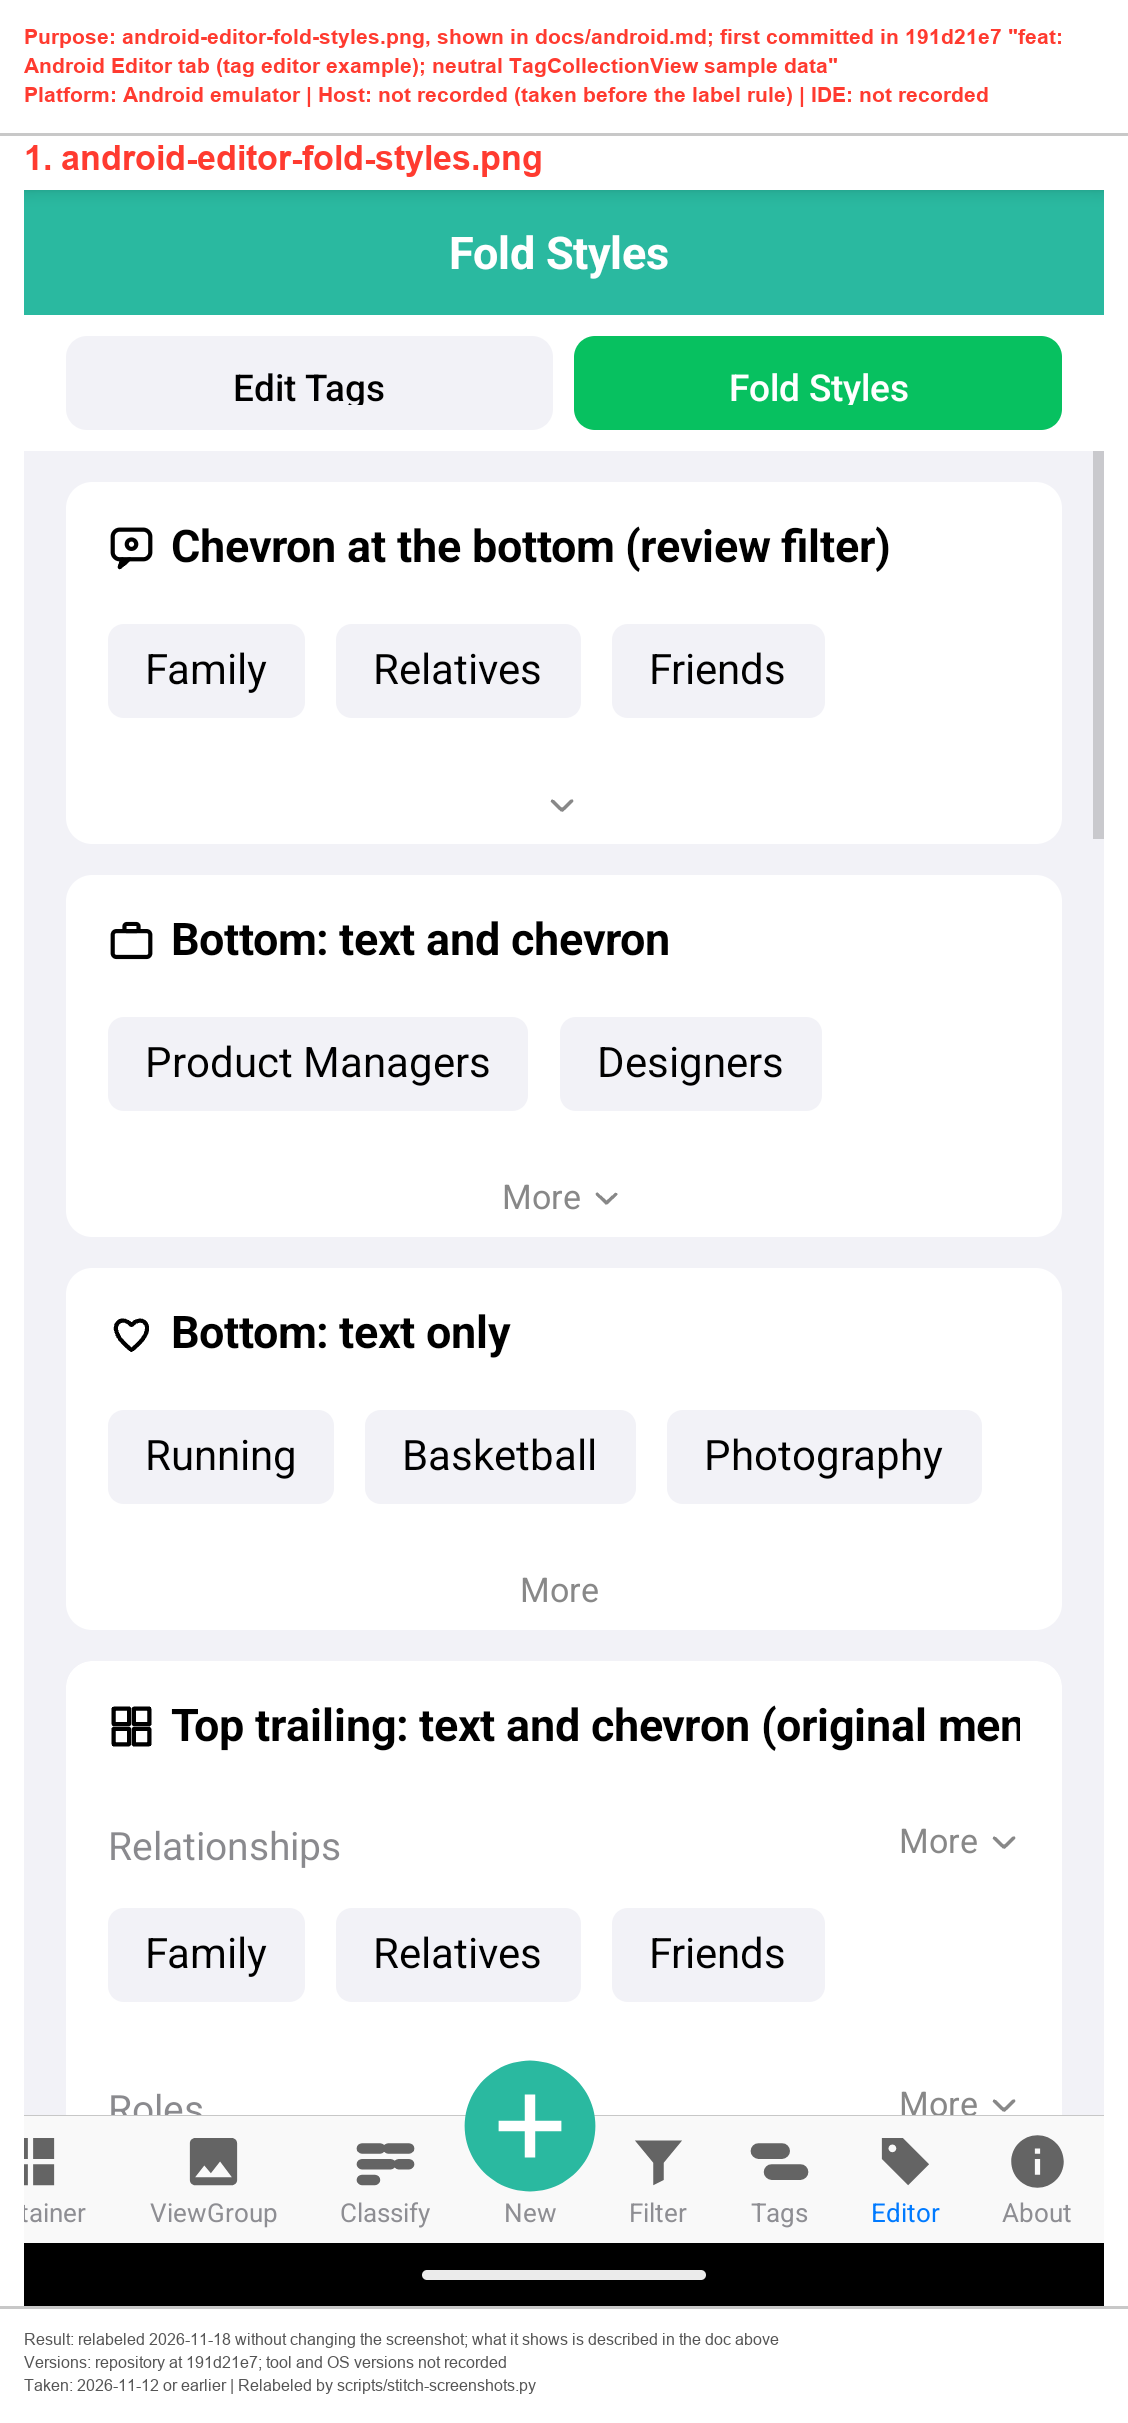 Purpose: android-editor-fold-styles.png, shown in docs/android.md; first committed in 191d21e7 "feat:
Android Editor tab (tag editor example); neutral TagCollectionView sample data"
Platform: Android emulator | Host: not recorded (taken before the label rule) | IDE: not recorded
1. android-editor-fold-styles.png
Fold Styles
Edit Tags
Fold Styles
Chevron at the bottom (review filter)
Family
Relatives
Friends
Bottom: text and chevron
Product Managers
Designers
More
Bottom: text only
Running
Basketball
Photography
More
Top trailing: text and chevron (original men
Relationships
More
Family
Relatives
Friends
Roles
More
tainer
ViewGroup
Classify
New
Filter
Tags
Editor
About
Result: relabeled 2026-11-18 without changing the screenshot; what it shows is described in the doc above
Versions: repository at 191d21e7; tool and OS versions not recorded
Taken: 2026-11-12 or earlier | Relabeled by scripts/stitch-screenshots.py